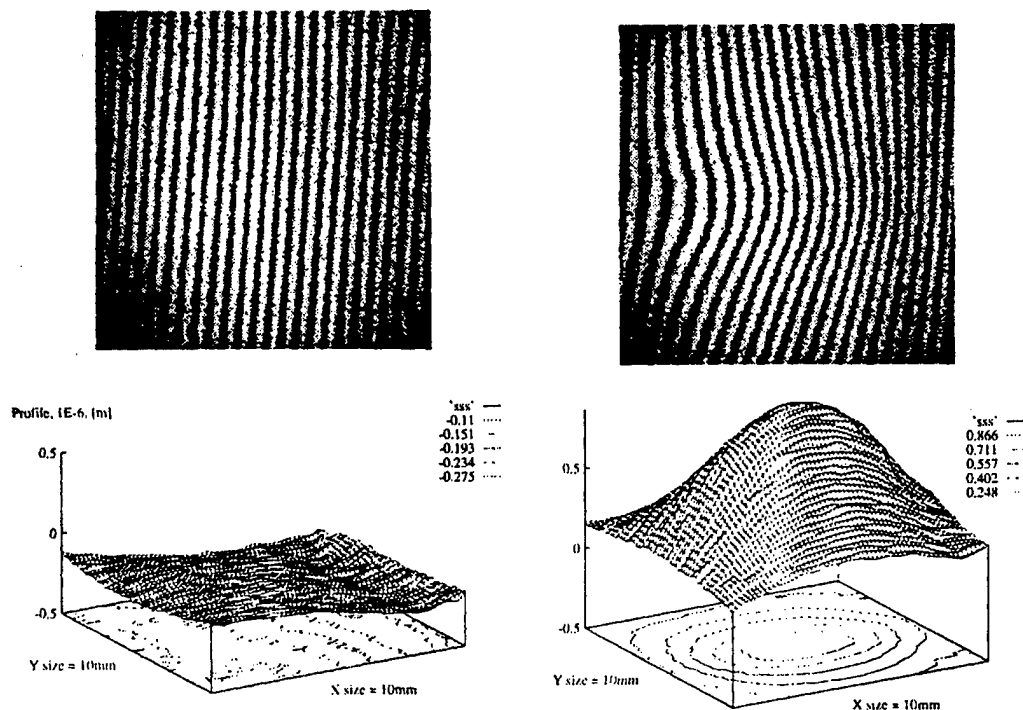 Profile, 1E-6, [m]
0.5
0
-0.5
'sss'
-0.11
-0.151
-0.193
-0.234
-0.275
Y size = 10mm
X size = 10mm
0.5
0
-0.5
'sss'
0.866
0.711
0.557
0.402
0.248
Y size = 10mm
X size = 10mm